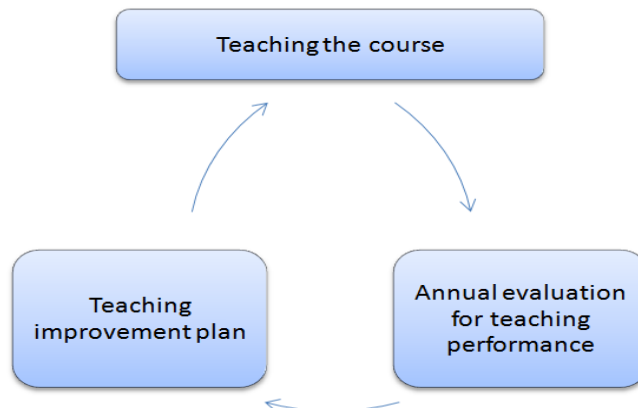 Teaching the course
Teaching
improvement plan
Annual evaluation
for teaching
performance